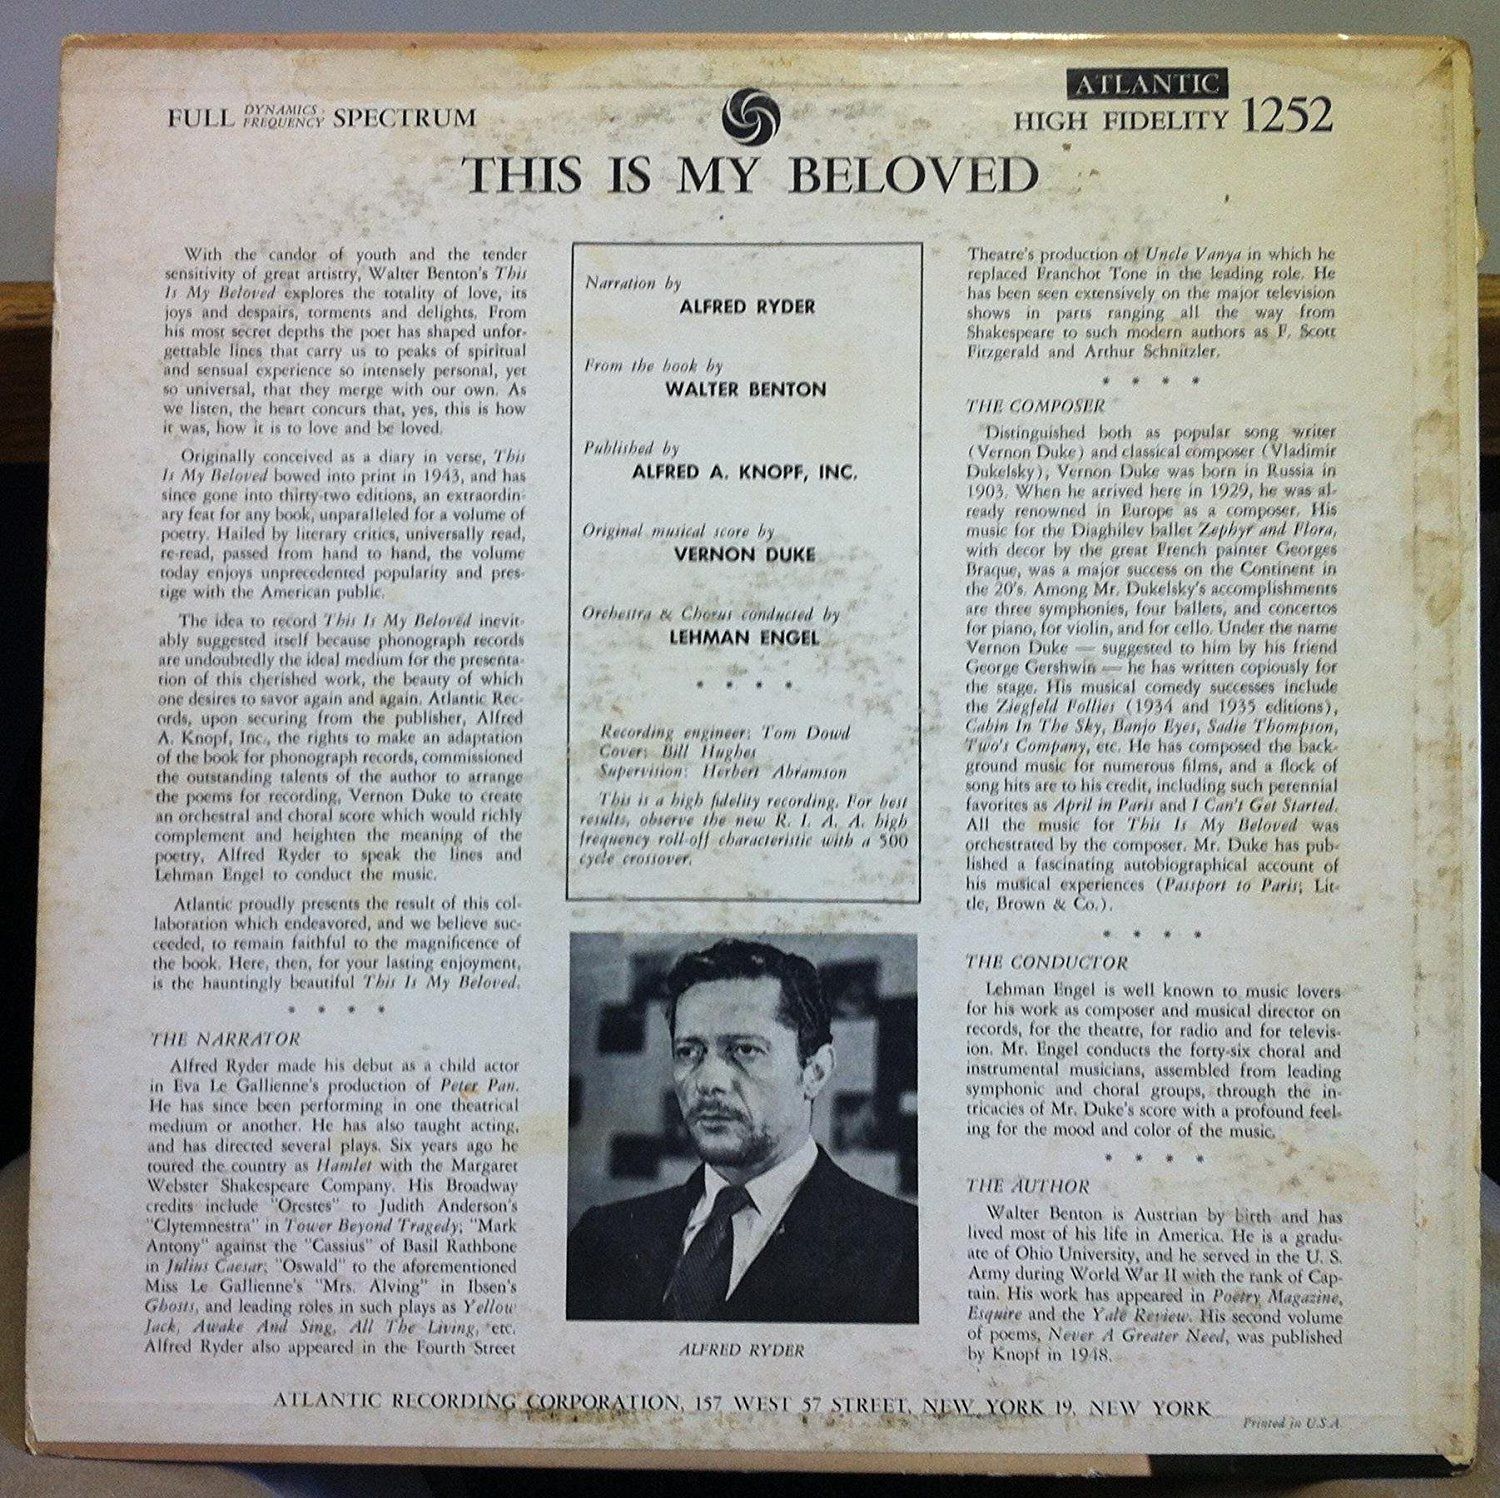 FULL DYNAMICS FREQUENCY SPECTRUM
ATLANTIC
HIGH FIDELITY 1252
THIS IS MY BELOVED
With the candor of youth and the tender
sensitivity of great artistry, Walter Benton's This
Is My Beloved explores the totality of love, its
joys and despairs, torments and delights. From
his most secret depths the poet has shaped unfor-
gettable lines that carry us to peaks of spiritual
and sensual experience so intensely personal, yet
so universal, that they merge with our own. As
we listen, the heart concurs that, yes, this is how
it was, how it is to love and be loved.
Originally conceived as a diary in verse, This
Is My Beloved bowed into print in 1943, and has
since gone into thirty-two editions, an extraordin-
ary feat for any book, unparalleled for a volume of
poetry. Hailed by literary critics, universally read,
re-read, passed from hand to hand, the volume
today enjoys unprecedented popularity and pres-
tige with the American public.
The idea to record This Is My Beloved inevit-
ably suggested itself because phonograph records
are undoubtedly the ideal medium for the presenta-
tion of this cherished work, the beauty of which
one desires to savor again and again. Atlantic Rec-
ords, upon securing from the publisher, Alfred
A. Knopf, Inc., the rights to make an adaptation
of the book for phonograph records, commissioned
the outstanding talents of the author to arrange
the poems for recording, Vernon Duke to create
an orchestral and choral score which would richly
complement and heighten the meaning of the
poetry, Alfred Ryder to speak the lines and
Lehman Engel to conduct the music.
Atlantic proudly presents the result of this col-
laboration which endeavored, and we believe suc-
ceeded, to remain faithful to the magnificence of
the book. Here, then, for your lasting enjoyment,
is the hauntingly beautiful This Is My Beloved.
* * * *
THE NARRATOR
Alfred Ryder made his debut as a child actor
in Eva Le Gallienne's production of Peter Pan.
He has since been performing in one theatrical
medium or another. He has also taught acting,
and has directed several plays. Six years ago he
toured the country as Hamlet with the Margaret
Webster Shakespeare Company. His Broadway
credits include "Orestes" to Judith Anderson's
"Clytemnestra" in Tower Beyond Tragedy; "Mark
Antony" against the "Cassius" of Basil Rathbone
in Julius Caesar; "Oswald" to the aforementioned
Miss Le Gallienne's "Mrs. Alving" in Ibsen's
Ghosts, and leading roles in such plays as Yellow
Jack, Awake And Sing, All The Living, etc.
Alfred Ryder also appeared in the Fourth Street
Narration by
ALFRED RYDER
From the book by
WALTER BENTON
Published by
ALFRED A. KNOPF, INC.
Original musical score by
VERNON DUKE
Orchestra & Chorus conducted by
LEHMAN ENGEL
* * * *
Recording engineer: Tom Dowd
Cover: Bill Hughes
Supervision: Herbert Abramson
This is a high fidelity recording. For best
results, observe the new R. I. A. A. high
frequency roll-off characteristic with a 500
cycle crossover.
ALFRED RYDER
Theatre's production of Uncle Vanya in which he
replaced Franchot Tone in the leading role. He
has been seen extensively on the major television
shows in parts ranging all the way from
Shakespeare to such modern authors as F. Scott
Fitzgerald and Arthur Schnitzler.
* * * *
THE COMPOSER
Distinguished both as popular song writer
(Vernon Duke) and classical composer (Vladimir
Dukelsky), Vernon Duke was born in Russia in
1903. When he arrived here in 1929, he was al-
ready renowned in Europe as a composer. His
music for the Diaghilev ballet Zephyr and Flora,
with decor by the great French painter Georges
Braque, was a major success on the Continent in
the 20's. Among Mr. Dukelsky's accomplishments
are three symphonies, four ballets, and concertos
for piano, for violin, and for cello. Under the name
Vernon Duke — suggested to him by his friend
George Gershwin — he has written copiously for
the stage. His musical comedy successes include
the Ziegfeld Follies (1934 and 1935 editions),
Cabin In The Sky, Banjo Eyes, Sadie Thompson,
Two's Company, etc. He has composed the back-
ground music for numerous films, and a flock of
song hits are to his credit, including such perennial
favorites as April in Paris and I Can't Get Started.
All the music for This Is My Beloved was
orchestrated by the composer. Mr. Duke has pub-
lished a fascinating autobiographical account of
his musical experiences (Passport to Paris; Lit-
tle, Brown & Co.).
* * * *
THE CONDUCTOR
Lehman Engel is well known to music lovers
for his work as composer and musical director on
records, for the theatre, for radio and for televis-
ion. Mr. Engel conducts the forty-six choral and
instrumental musicians, assembled from leading
symphonic and choral groups, through the in-
tricacies of Mr. Duke's score with a profound feel-
ing for the mood and color of the music.
* * * *
THE AUTHOR
Walter Benton is Austrian by birth and has
lived most of his life in America. He is a gradu-
ate of Ohio University, and he served in the U. S.
Army during World War II with the rank of Cap-
tain. His work has appeared in Poetry Magazine,
Esquire and the Yale Review. His second volume
of poems, Never A Greater Need, was published
by Knopf in 1948.
ATLANTIC RECORDING CORPORATION, 157 WEST 57 STREET, NEW YORK 19, NEW YORK
Printed in U.S.A.